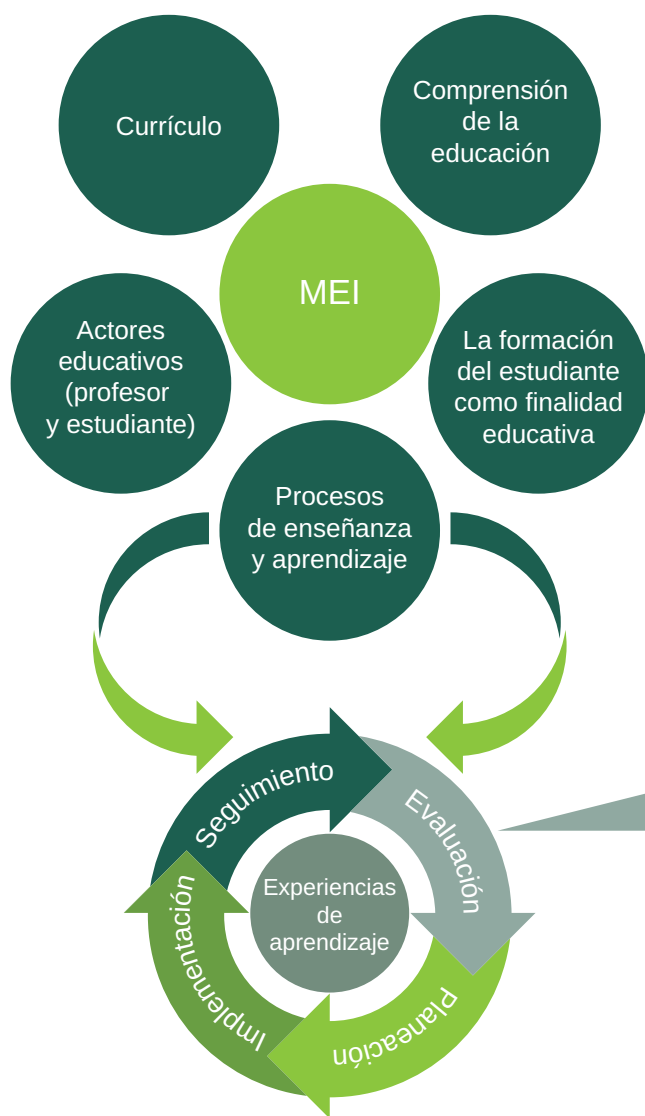 Currículo
Comprensión
de la
educación
MEI
Actores
educativos
(profesor
y estudiante)
La formación
del estudiante
como finalidad
educativa
Procesos
de enseñanza
y aprendizaje
Seguimiento
Evaluación
Experiencias
de
aprendizaje
Implementación
Planeación